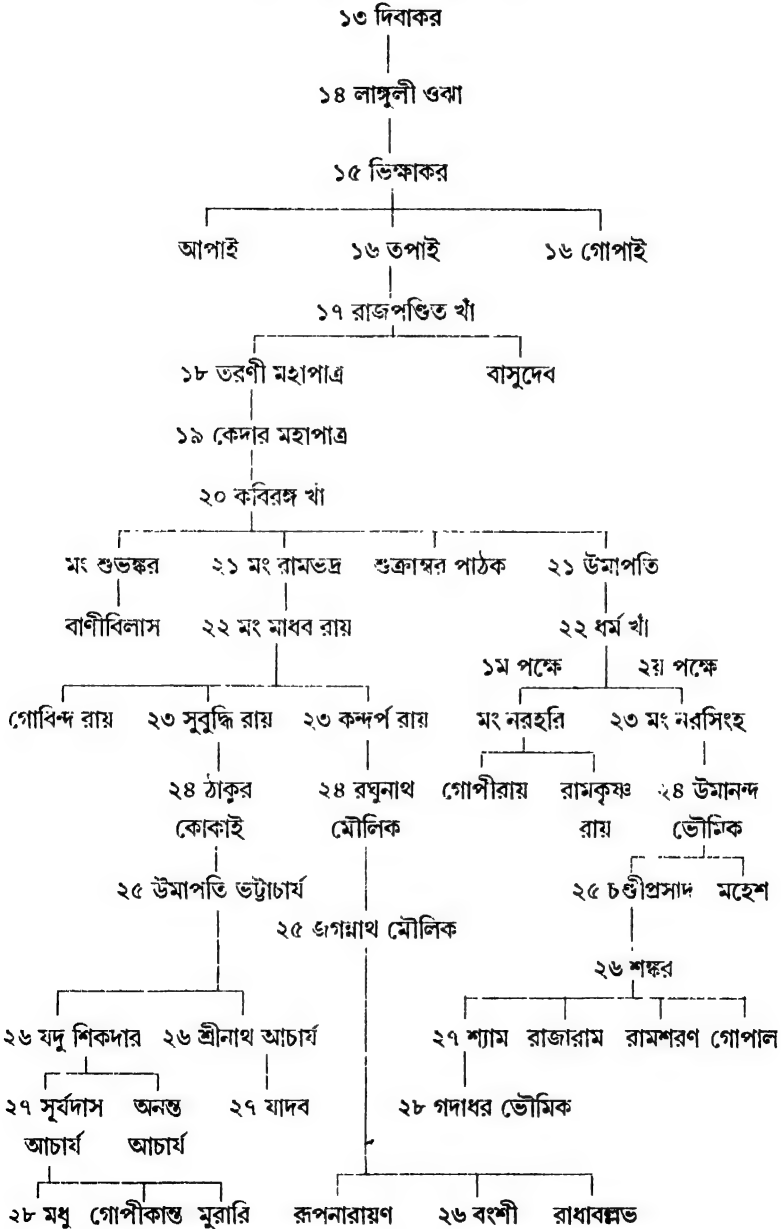 ১৩ দিবাকর
১৪ লাঙ্গুলী ওঝা
১৫ ভিক্ষাকর
আপাই ১৬ তপাই ১৬ গোপাই
১৭ রাজপণ্ডিত খাঁ
১৮ তরণী মহাপাত্র বাসুদেব
১৯ কেদার মহাপাত্র
২০ কবিরঙ্গ খাঁ
মং শুভঙ্কর ২১ মং রামভদ্র শুক্রাম্বর পাঠক ২১ উমাপতি
বাণীবিলাস ২২ মং মাধব রায় ২২ ধর্ম খাঁ
১ম পক্ষে ২য় পক্ষে
গোবিন্দ রায় ২৩ সুবুদ্ধি রায় ২৩ কন্দর্প রায় মং নরহরি ২৩ মং নরসিংহ
২৪ ঠাকুর ২৪ রঘুনাথ গোপীরায় রামকৃষ্ণ ২৪ উমানন্দ
কোকাই মৌলিক রায় ভৌমিক
২৫ উমাপতি ভট্টাচার্য ২৫ চণ্ডীপ্রসাদ মহেশ
২৫ জগন্নাথ মৌলিক
২৬ শঙ্কর
২৬ যদু শিকদার ২৬ শ্রীনাথ আচার্য ২৭ শ্যাম রাজারাম রামশরণ গোপাল
২৭ সূর্যদাস অনন্ত ২৭ যাদব ২৮ গদাধর ভৌমিক
আচার্য আচার্য
২৮ মধু গোপীকান্ত মুরারি রূপনারায়ণ ২৬ বংশী রাধাবল্লভ